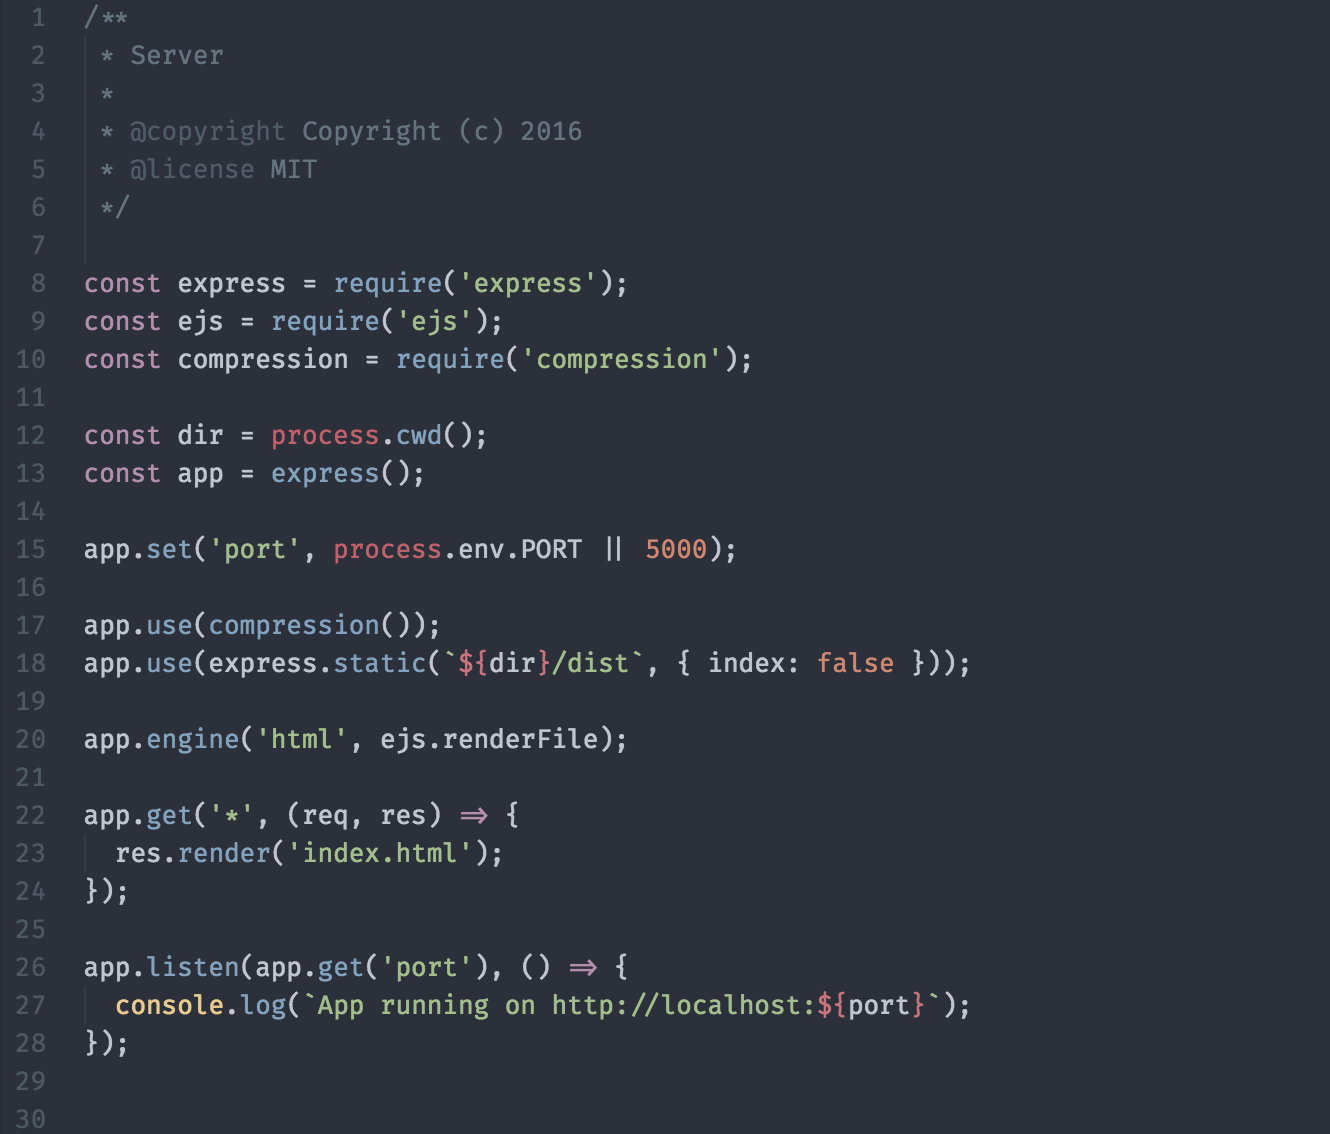 1 /**
2  * Server
3  *
4  * @copyright Copyright (c) 2016
5  * @license MIT
6  */
7
8 const express = require('express');
9 const ejs = require('ejs');
10 const compression = require('compression');
11
12 const dir = process.cwd();
13 const app = express();
14
15 app.set('port', process.env.PORT || 5000);
16
17 app.use(compression());
18 app.use(express.static(`${dir}/dist`, { index: false }));
19
20 app.engine('html', ejs.renderFile);
21
22 app.get('*', (req, res) => {
23   res.render('index.html');
24 });
25
26 app.listen(app.get('port'), () => {
27   console.log(`App running on http://localhost:${port}`);
28 });
29
30